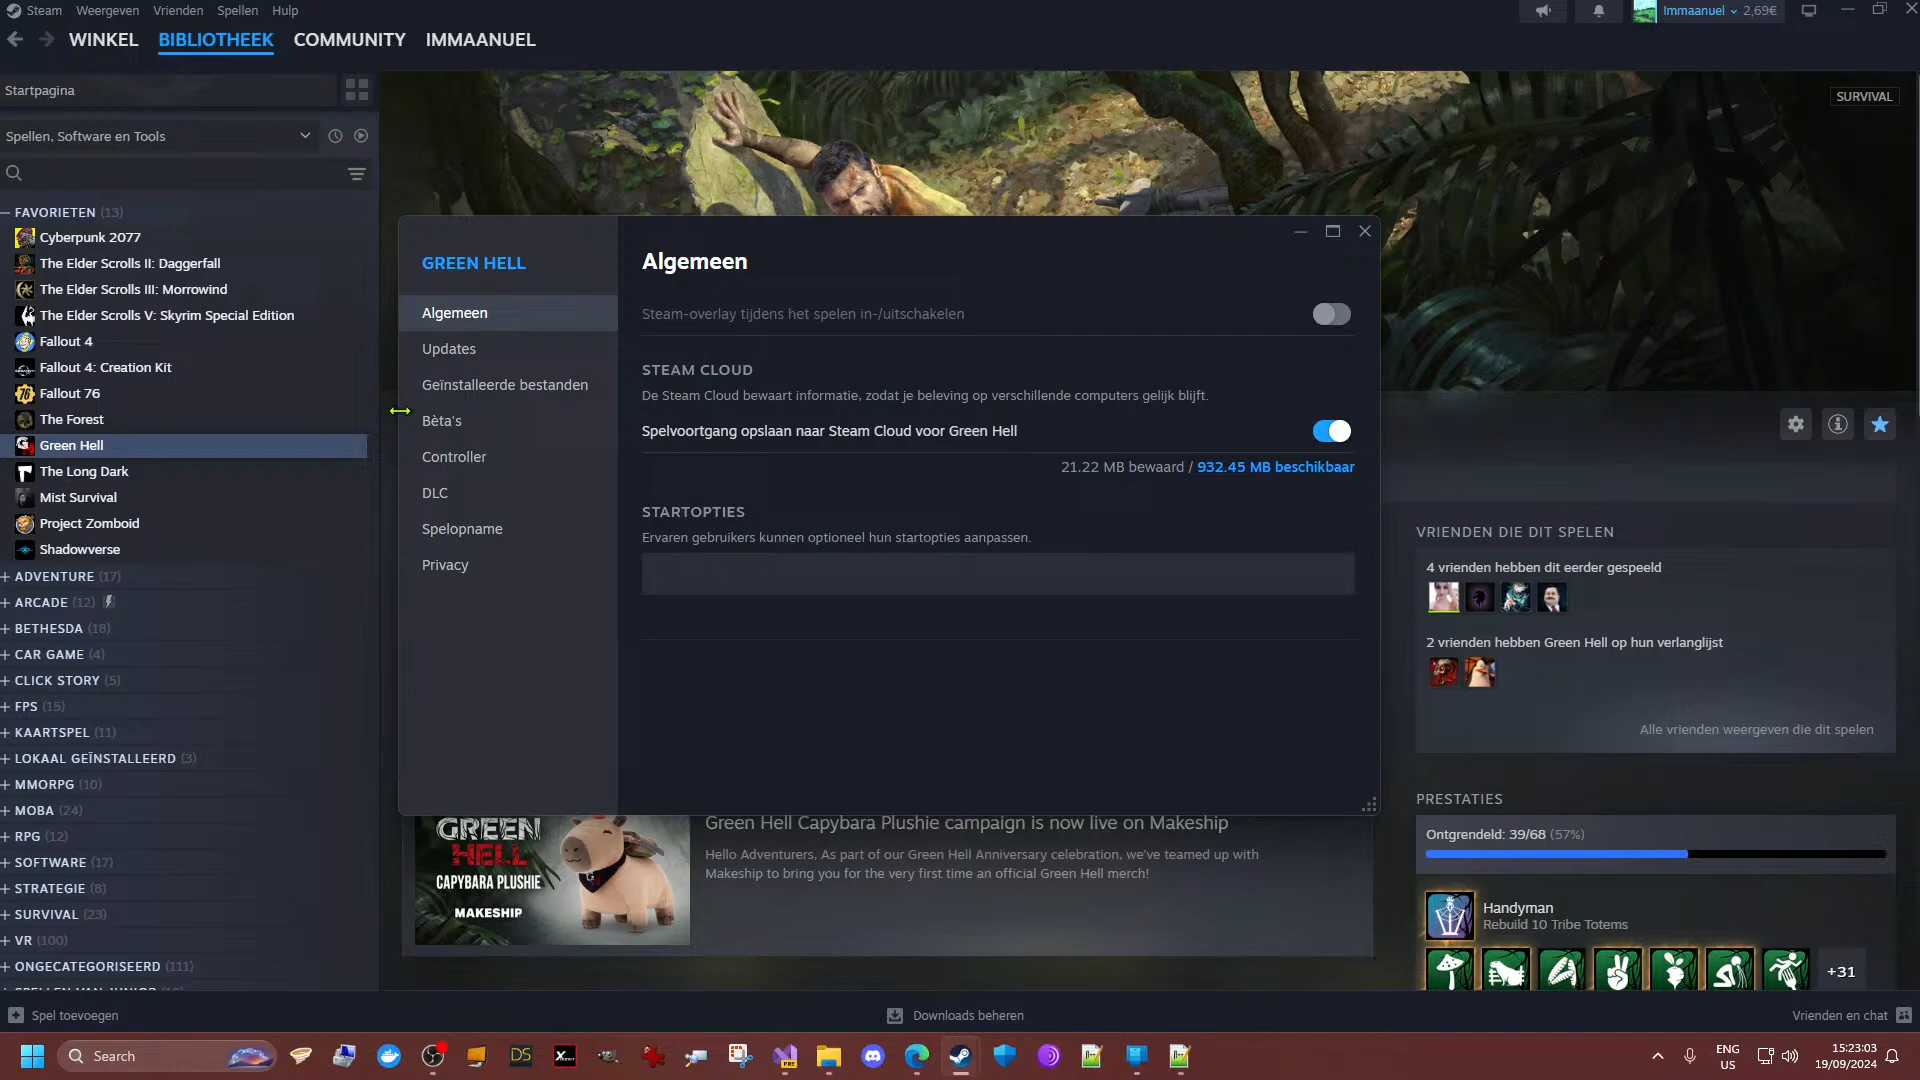 Steam Weergeven Vrienden Spellen Hulp
Immaanuel 2,69€
WINKEL BIBLIOTHEEK COMMUNITY IMMAANUEL
Startpagina
SURVIVAL
Spellen, Software en Tools
FAVORIETEN (13)
Cyberpunk 2077
The Elder Scrolls II: Daggerfall
The Elder Scrolls III: Morrowind
The Elder Scrolls V: Skyrim Special Edition
Fallout 4
Fallout 4: Creation Kit
Fallout 76
The Forest
Green Hell
The Long Dark
Mist Survival
Project Zomboid
Shadowverse
ADVENTURE (17)
ARCADE (12)
BETHESDA (18)
CAR GAME (4)
CLICK STORY (5)
FPS (15)
KAARTSPEL (11)
LOKAAL GEÏNSTALLEERD (3)
MMORPG (10)
MOBA (24)
RPG (12)
SOFTWARE (17)
STRATEGIE (8)
SURVIVAL (23)
VR (100)
ONGECATEGORISEERD (111)
GREEN HELL
Algemeen
Updates
Geïnstalleerde bestanden
Bèta's
Controller
DLC
Spelopname
Privacy
Algemeen
Steam-overlay tijdens het spelen in-/uitschakelen
STEAM CLOUD
De Steam Cloud bewaart informatie, zodat je beleving op verschillende computers gelijk blijft.
Spelvoortgang opslaan naar Steam Cloud voor Green Hell
21.22 MB bewaard / 932.45 MB beschikbaar
STARTOPTIES
Ervaren gebruikers kunnen optioneel hun startopties aanpassen.
GREEN
HELL
CAPYBARA PLUSHIE
MAKESHIP
Green Hell Capybara Plushie campaign is now live on Makeship
Hello Adventurers, As part of our Green Hell Anniversary celebration, we've teamed up with
Makeship to bring you for the very first time an official Green Hell merch!
VRIENDEN DIE DIT SPELEN
4 vrienden hebben dit eerder gespeeld
2 vrienden hebben Green Hell op hun verlanglijst
Alle vrienden weergeven die dit spelen
PRESTATIES
Ontgrendeld: 39/68 (57%)
Handyman
Rebuild 10 Tribe Totems
+31
Spel toevoegen
Downloads beheren
Vrienden en chat
Search
DS
PRE
ENG
US
15:23:03
19/09/2024